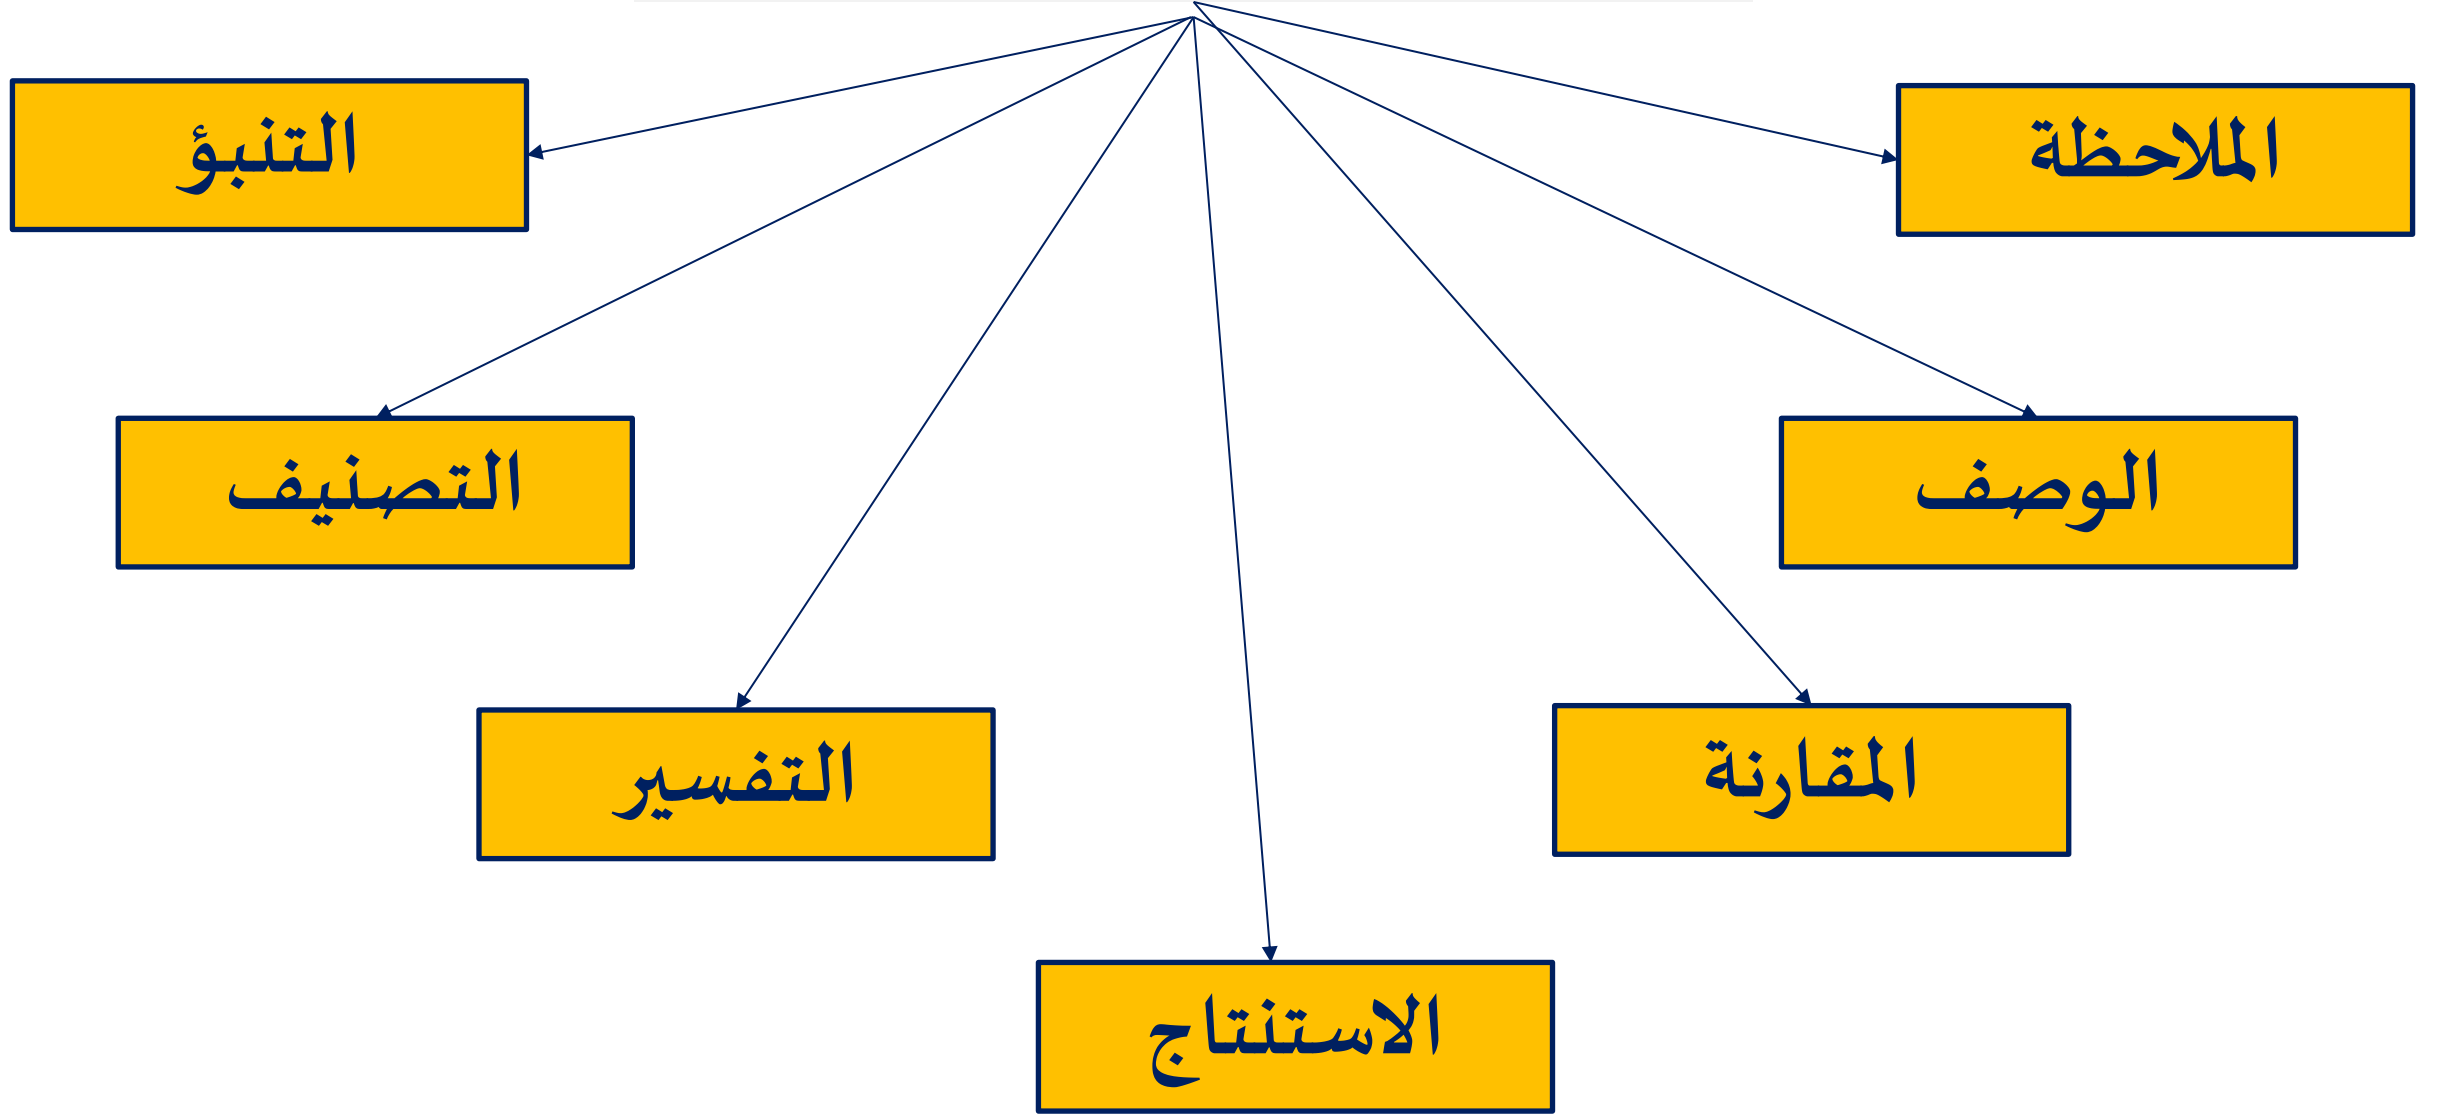 الملاحظة
التنبؤ
الوصف
التصنيف
المقارنة
التفسير
الاستنتاج